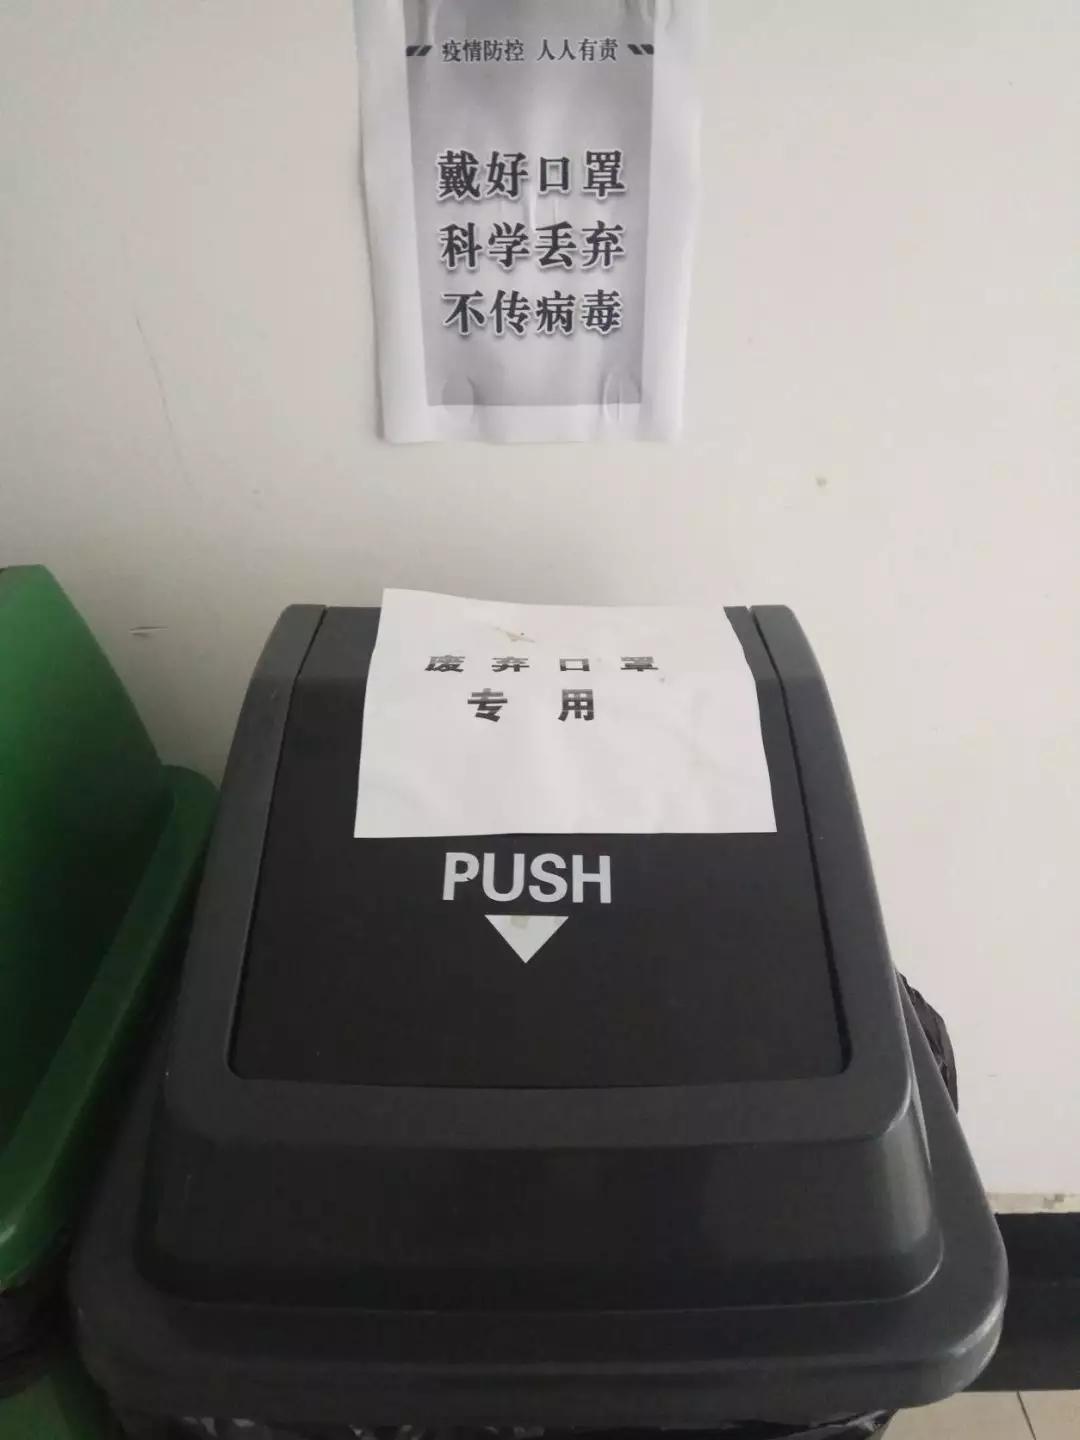 疫情防控 人人有责
戴好口罩
科学丢弃
不传病毒
废弃口罩
专用
PUSH